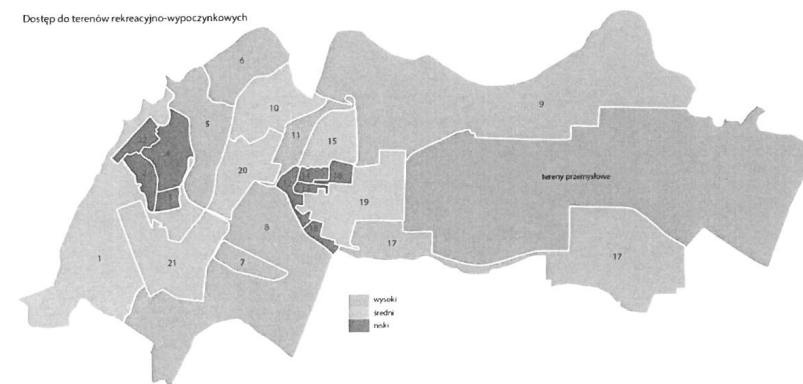 Dostęp do terenów rekreacyjno-wypoczynkowych
6
9
10
5
11
15
20
tereny przemysłowe
19
8
17
1
21
7
17
wysoki
średni
niski